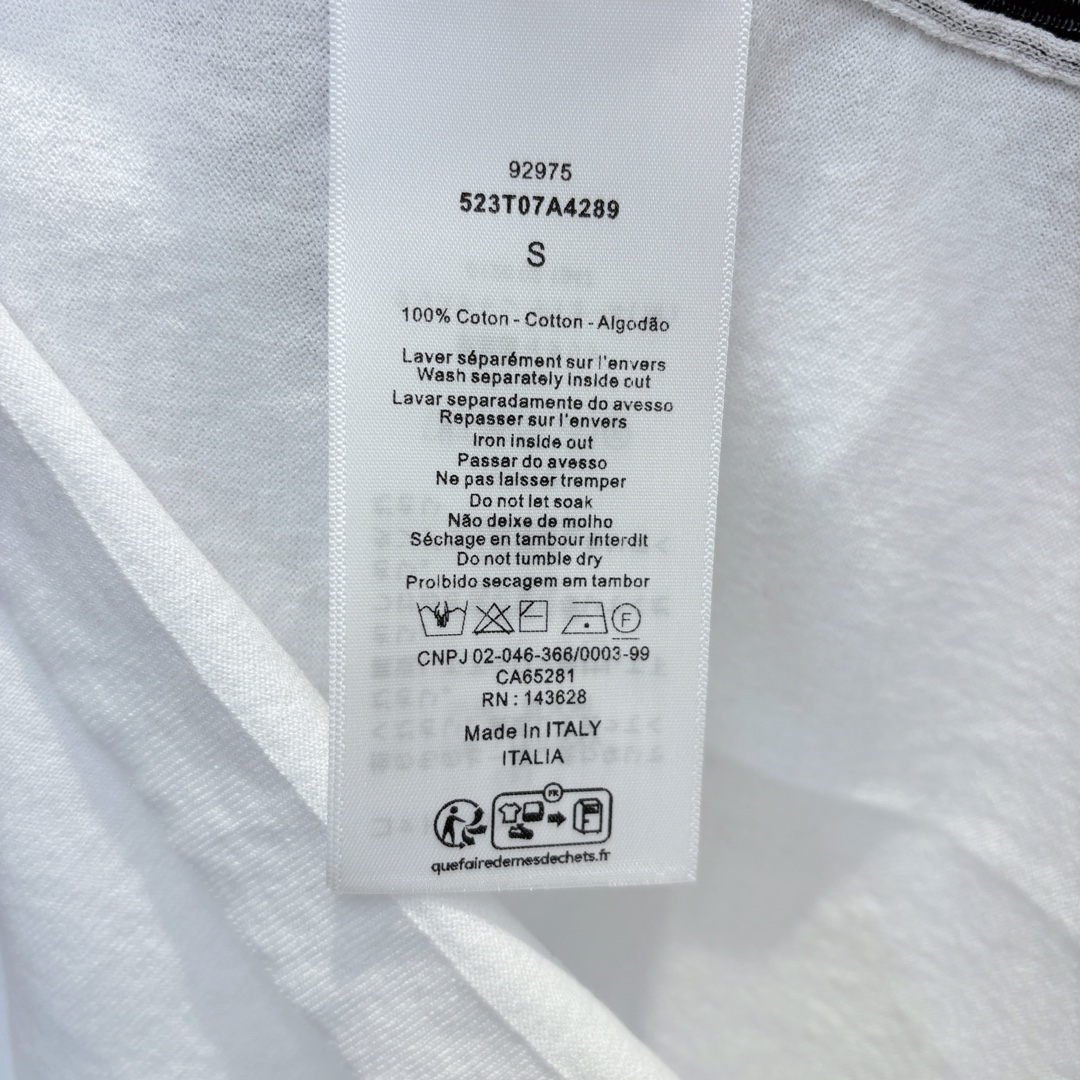 92975
523T07A4289
S
100% Coton - Cotton - Algodão
Laver séparément sur l'envers
Wash separately inside out
Lavar separadamente do avesso
Repasser sur l'envers
Iron inside out
Passar do avesso
Ne pas laisser tremper
Do not let soak
Não deixe de molho
Séchage en tambour interdit
Do not tumble dry
Proibido secagem em tambor
F
CNPJ 02-046-366/0003-99
CA65281
RN : 143628
Made in ITALY
ITALIA
FR
quefairedemesdechets.fr